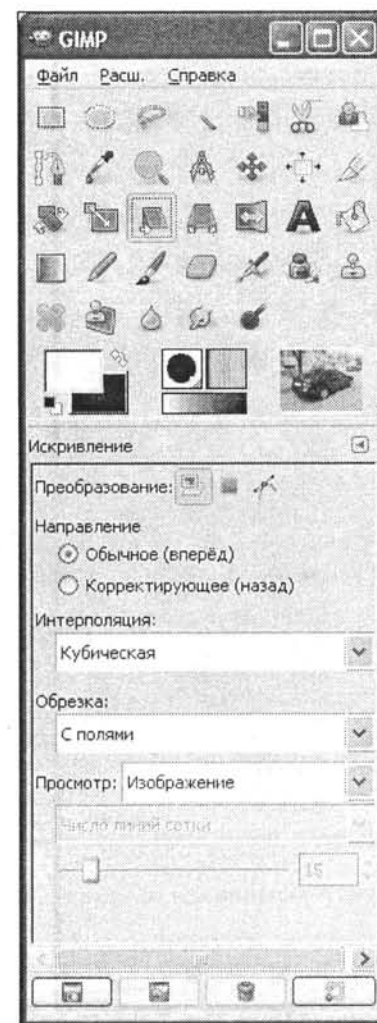 GIMP
Файл Расш. Справка
Искривление
Преобразование:
Направление
Обычное (вперёд)
Корректирующее (назад)
Интерполяция:
Кубическая
Обрезка:
С полями
Просмотр: Изображение
Число линий сетки
15